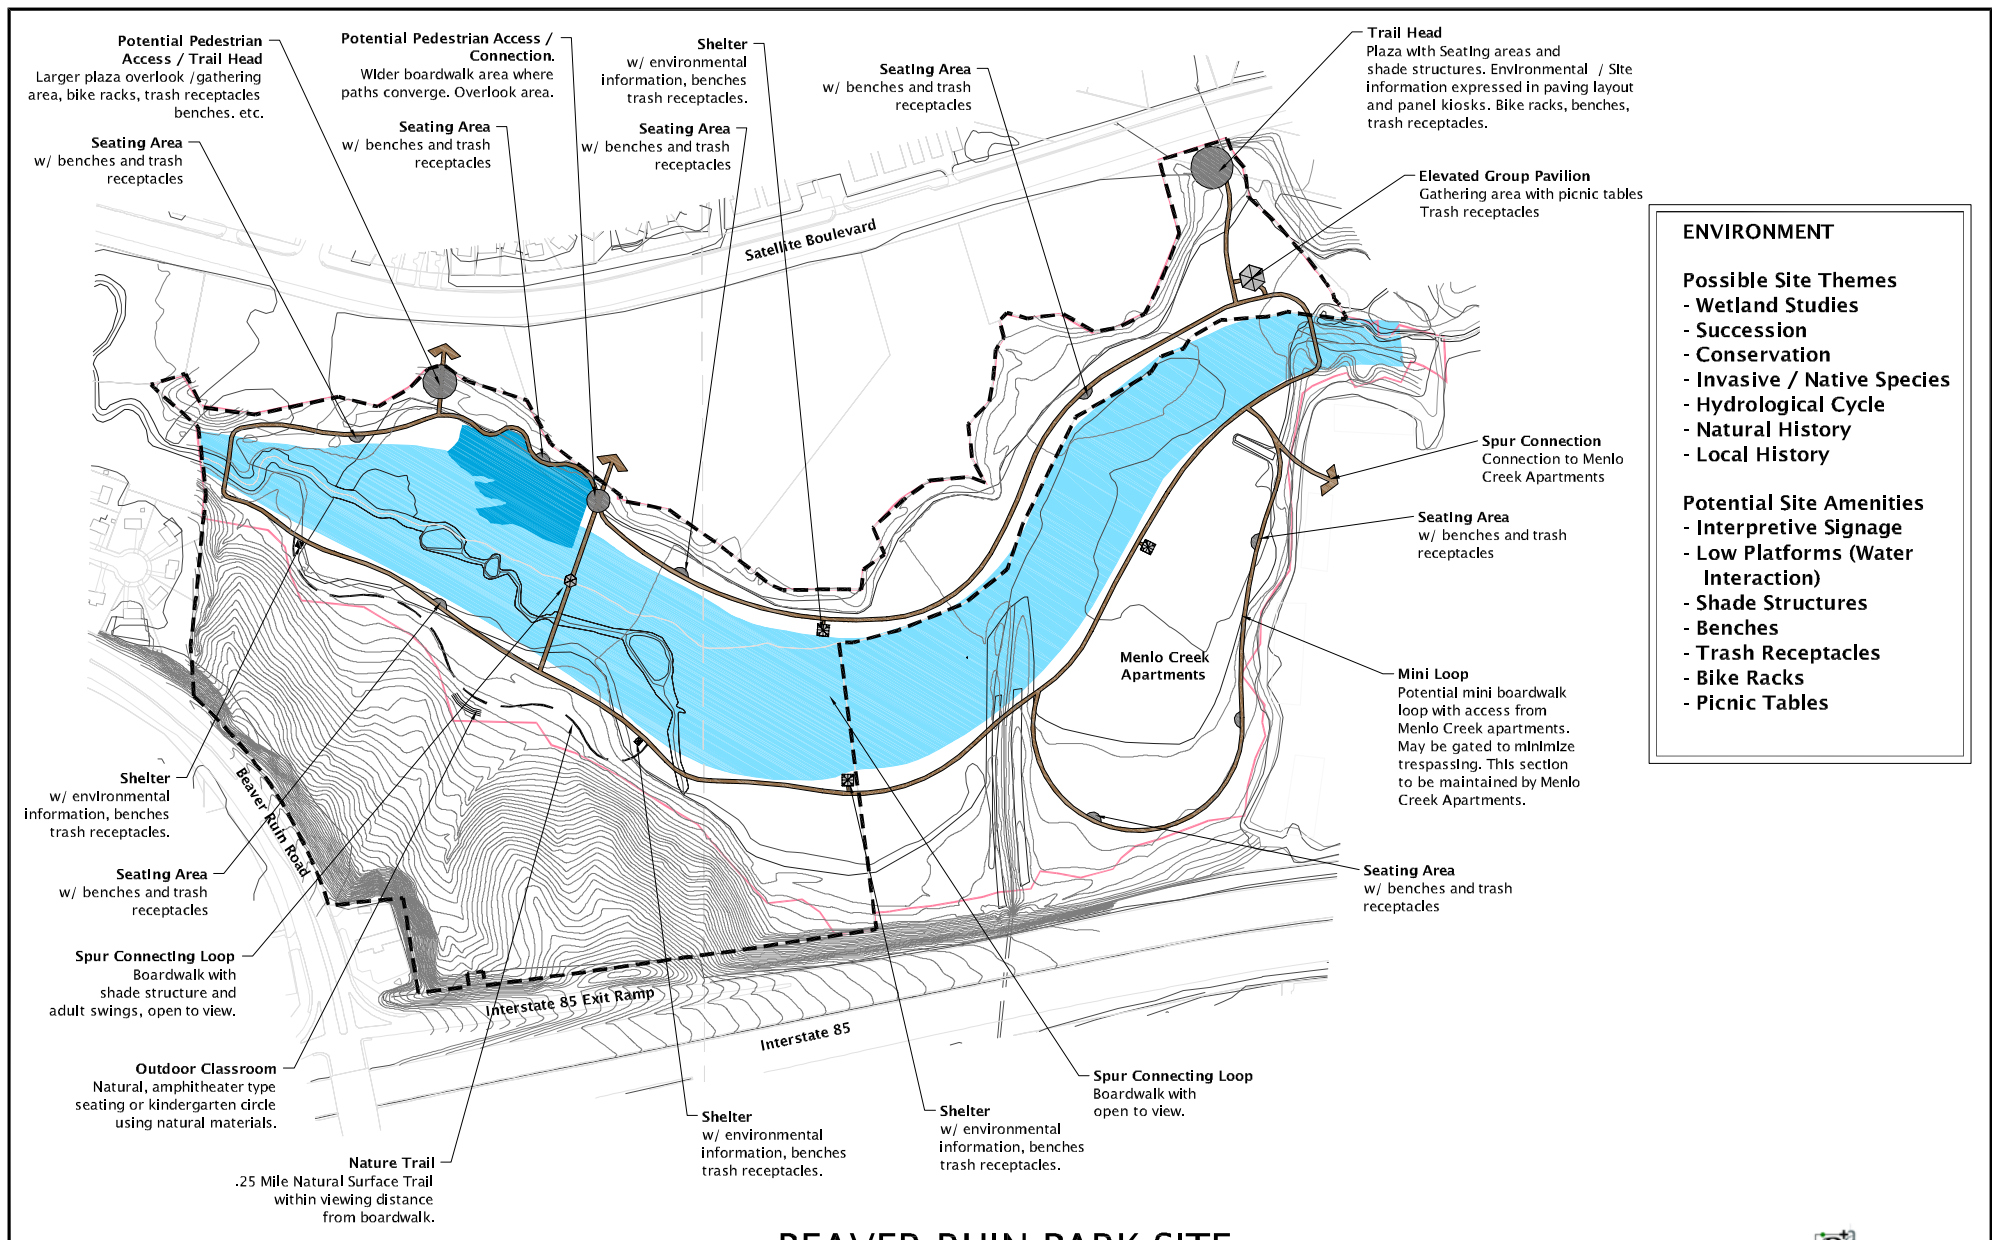 Potential Pedestrian
Access / Trail Head
Larger plaza overlook /gathering
area, bike racks, trash receptacles
benches. etc.
Potential Pedestrian Access /
Connection.
Wider boardwalk area where
paths converge. Overlook area.
Shelter
w/ environmental
information, benches
trash receptacles.
Seating Area
w/ benches and trash
receptacles
Trail Head
Plaza with Seating areas and
shade structures. Environmental / Site
information expressed in paving layout
and panel kiosks. Bike racks, benches,
trash receptacles.
Seating Area
w/ benches and trash
receptacles
Seating Area
w/ benches and trash
receptacles
Seating Area
w/ benches and trash
receptacles
Elevated Group Pavilion
Gathering area with picnic tables
Trash receptacles
Satellite Boulevard
ENVIRONMENT
Possible Site Themes
- Wetland Studies
- Succession
- Conservation
- Invasive / Native Species
- Hydrological Cycle
- Natural History
- Local History
Potential Site Amenities
- Interpretive Signage
- Low Platforms (Water
Interaction)
- Shade Structures
- Benches
- Trash Receptacles
- Bike Racks
- Picnic Tables
Spur Connection
Connection to Menlo
Creek Apartments
Seating Area
w/ benches and trash
receptacles
Menlo Creek
Apartments
Mini Loop
Potential mini boardwalk
loop with access from
Menlo Creek apartments.
May be gated to minimize
trespassing. This section
to be maintained by Menlo
Creek Apartments.
Seating Area
w/ benches and trash
receptacles
Shelter
w/ environmental
information, benches
trash receptacles.
Beaver Ruin Road
Seating Area
w/ benches and trash
receptacles
Spur Connecting Loop
Boardwalk with
shade structure and
adult swings, open to view.
Interstate 85 Exit Ramp
Interstate 85
Outdoor Classroom
Natural, amphitheater type
seating or kindergarten circle
using natural materials.
Nature Trail
.25 Mile Natural Surface Trail
within viewing distance
from boardwalk.
Shelter
w/ environmental
information, benches
trash receptacles.
Shelter
w/ environmental
information, benches
trash receptacles.
Spur Connecting Loop
Boardwalk with
open to view.
BEAVER RUIN PARK SITE